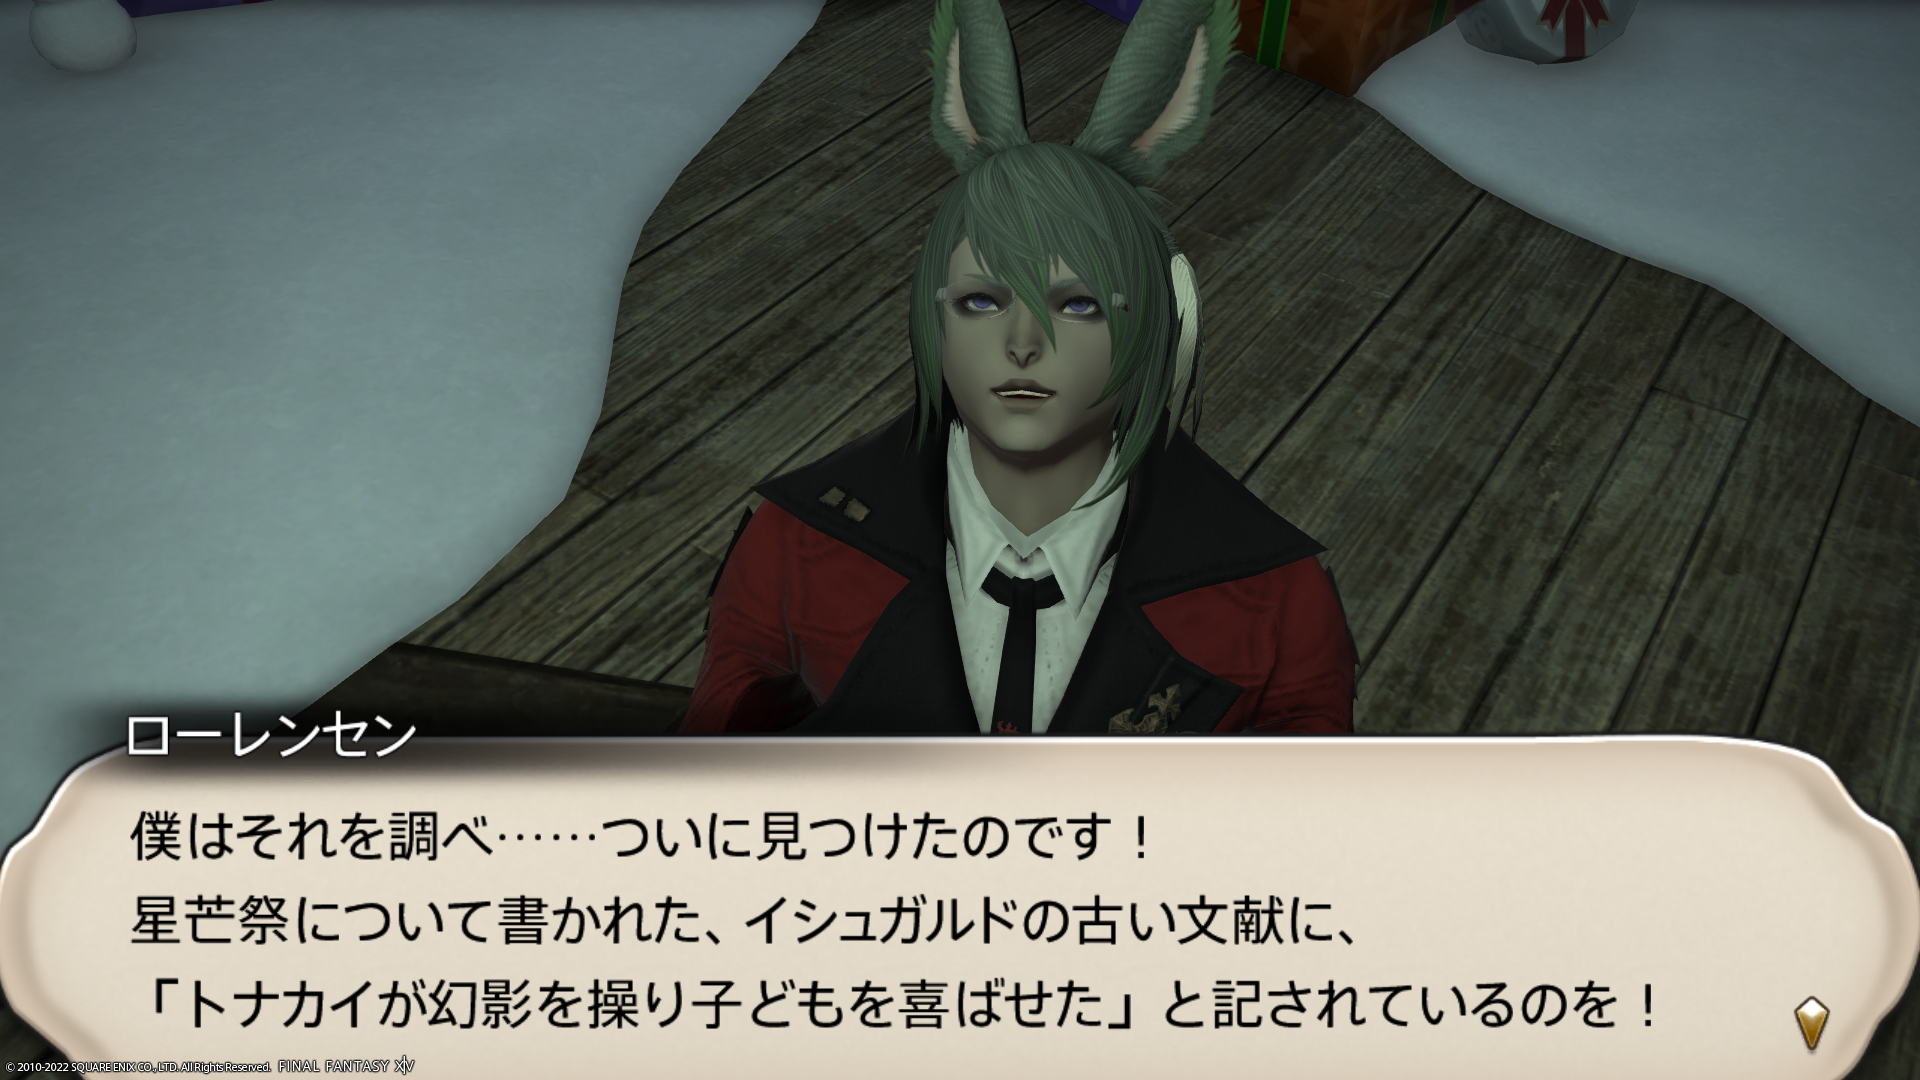 ローレンセン
僕はそれを調べ……ついに見つけたのです！
星芒祭について書かれた、イシュガルドの古い文献に、
「トナカイが幻影を操り子どもを喜ばせた」と記されているのを！
© 2010-2022 SQUARE ENIX CO., LTD. All Rights Reserved. FINAL FANTASY XIV